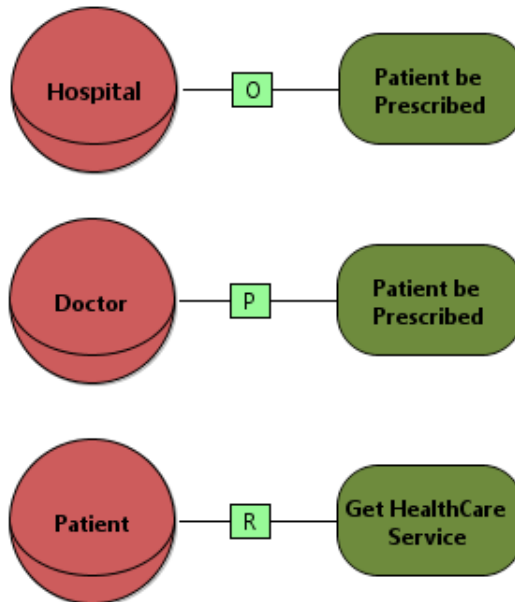 Hospital
O
Patient be
Prescribed
Doctor
P
Patient be
Prescribed
Patient
R
Get HealthCare
Service